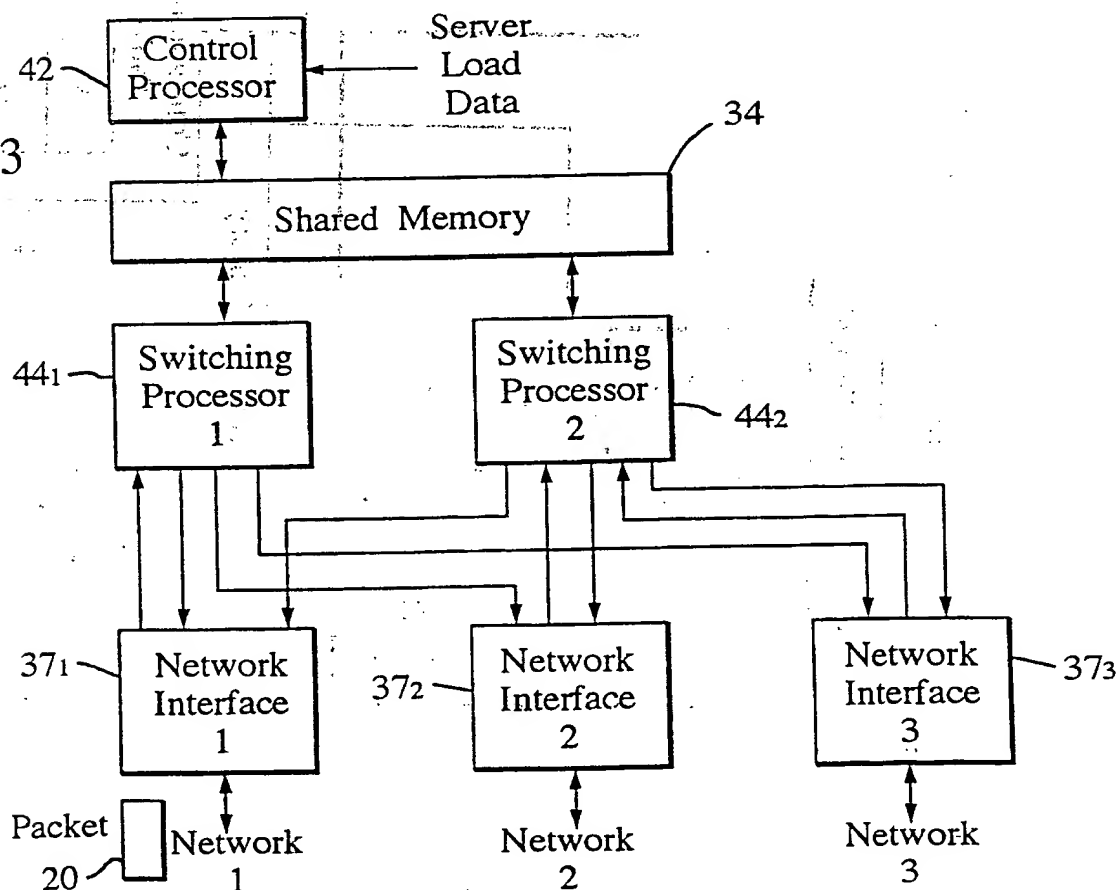 Control
Processor
42
Server
Load
Data
34
3
Shared Memory
Switching
Processor
1
44₁
Switching
Processor
2
44₂
Network
Interface
1
37₁
Network
Interface
2
37₂
Network
Interface
3
37₃
Packet
20
Network
1
Network
2
Network
3